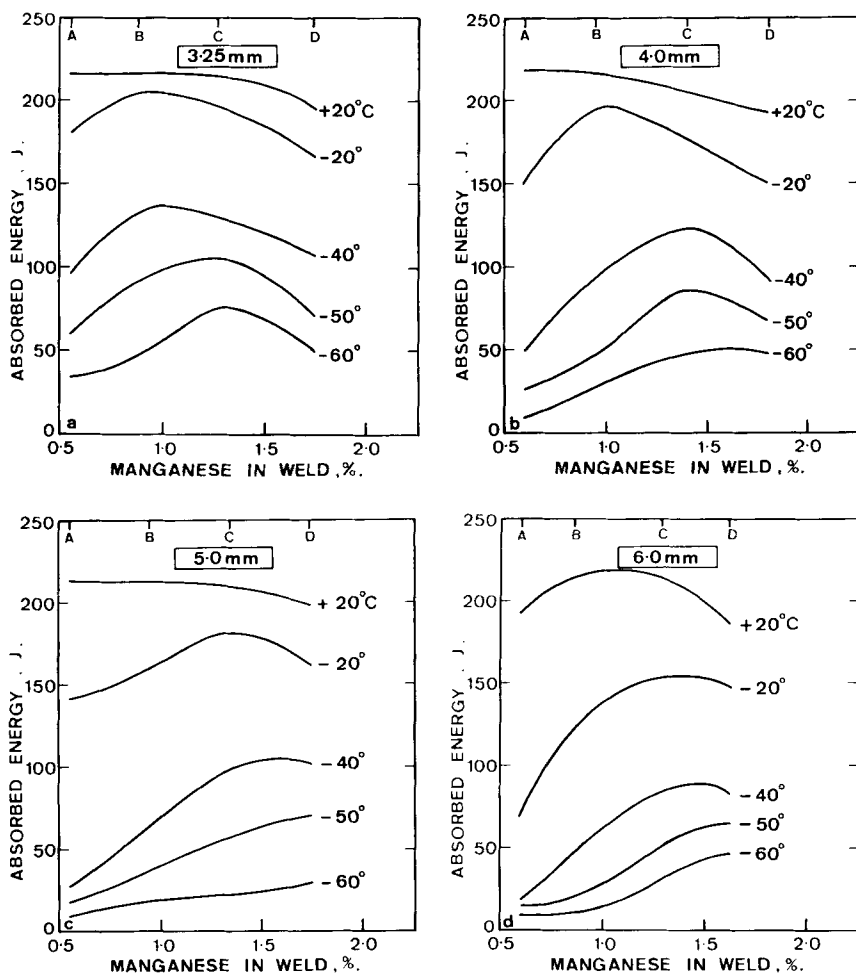 ABSORBED ENERGY , J.
250
200
150
100
50
0
A B C D
3·25mm
+20°C
-20°
-40°
-50°
-60°
a
0·5 1·0 1·5 2·0
MANGANESE IN WELD ,%.
ABSORBED ENERGY , J.
250
200
150
100
50
0
A B C D
4·0mm
+20°C
-20°
-40°
-50°
-60°
b
0·5 1·0 1·5 2·0
MANGANESE IN WELD ,%.
ABSORBED ENERGY , J.
250
200
150
100
50
0
A B C D
5·0mm
+ 20°C
- 20°
-40°
-50°
-60°
c
0·5 1·0 1·5 2·0
MANGANESE IN WELD ,%.
ABSORBED ENERGY , J.
250
200
150
100
50
0
A B C D
6·0mm
+20°C
-20°
-40°
-50°
-60°
d
0·5 1·0 1·5 2·0
MANGANESE IN WELD ,%.